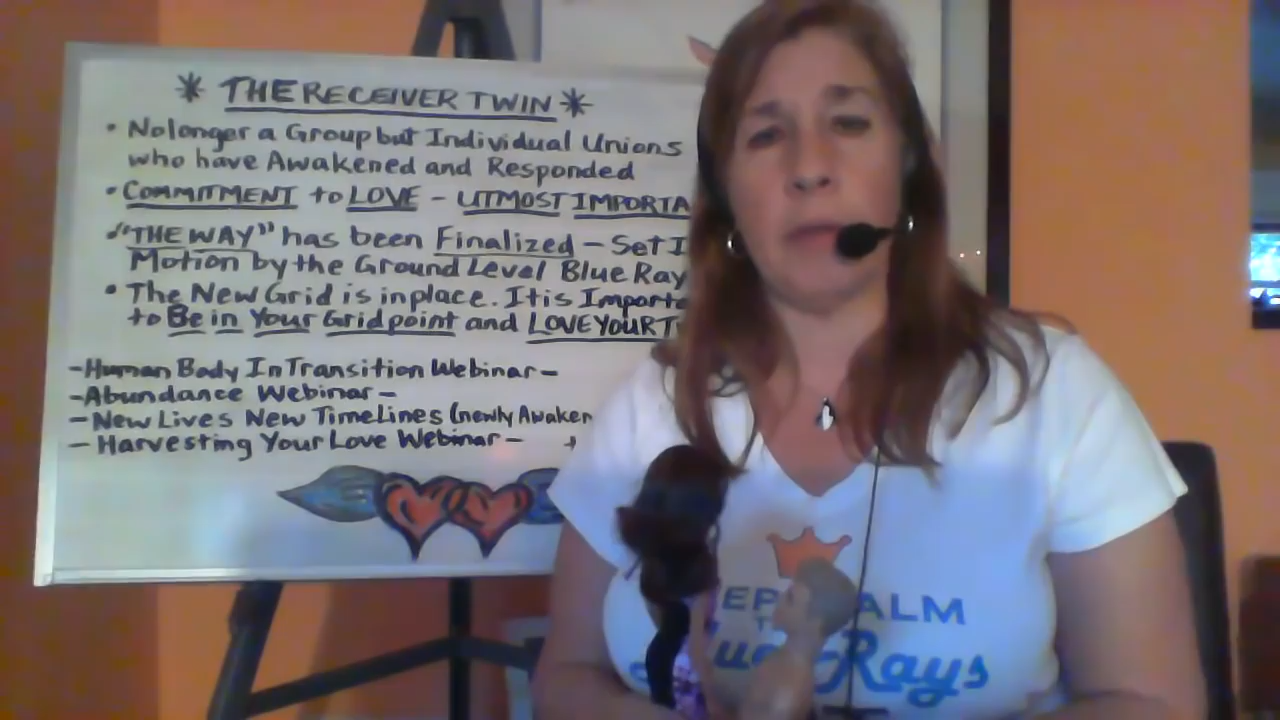 * THE RECEIVER TWIN *
• No longer a Group but Individual Unions
who have Awakened and Responded
• COMMITMENT to LOVE - UTMOST IMPORTA
• "THE WAY" has been Finalized - Set I
Motion by the Ground Level Blue Ray
• The New Grid is in place. It is Importa
to Be in Your Gridpoint and LOVE YOUR T
- Human Body In Transition Webinar -
- Abundance Webinar -
- New Lives New TimeLines (newly Awaken
- Harvesting Your Love Webinar -
EP ALM
Rays